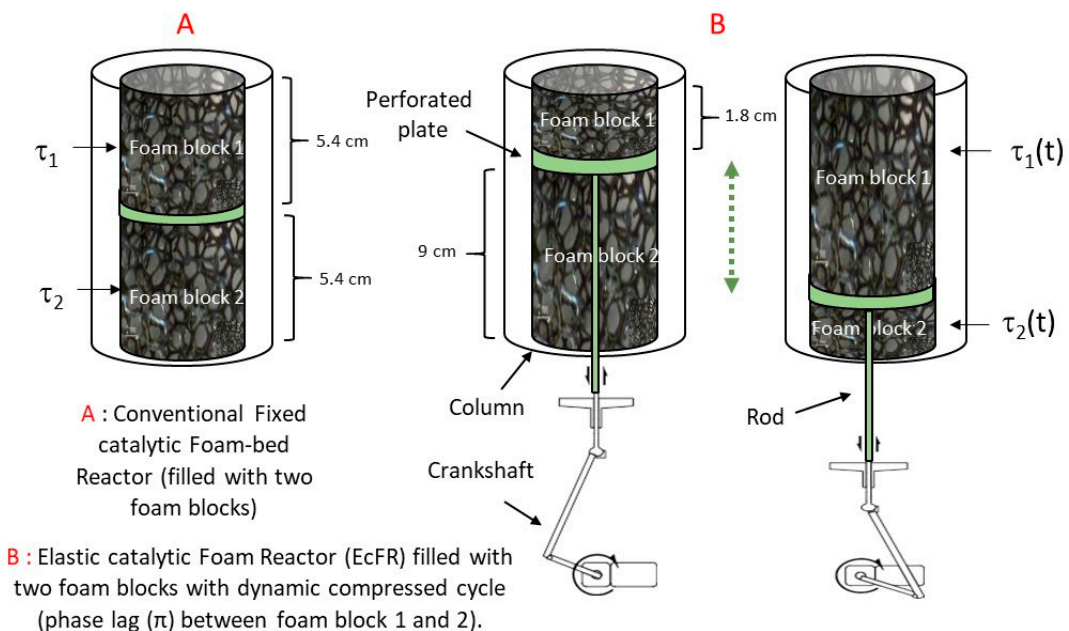 A
B
Perforated
plate
Foam block 1
5.4 cm
τ1
Foam block 2
5.4 cm
τ2
Foam block 1
1.8 cm
9 cm
Foam block 2
Foam block 1
τ1(t)
Foam block 2
τ2(t)
Column
Rod
Crankshaft
A : Conventional Fixed
catalytic Foam-bed
Reactor (filled with two
foam blocks)
B : Elastic catalytic Foam Reactor (EcFR) filled with
two foam blocks with dynamic compressed cycle
(phase lag (π) between foam block 1 and 2).